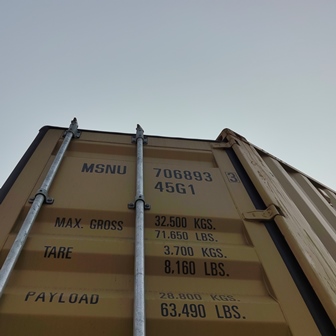 MSNU 706893 3
45G1
MAX. GROSS 32.500 KGS.
71.650 LBS.
TARE 3.700 KGS.
8.160 LBS.
PAYLOAD 28.800 KGS.
63.490 LBS.